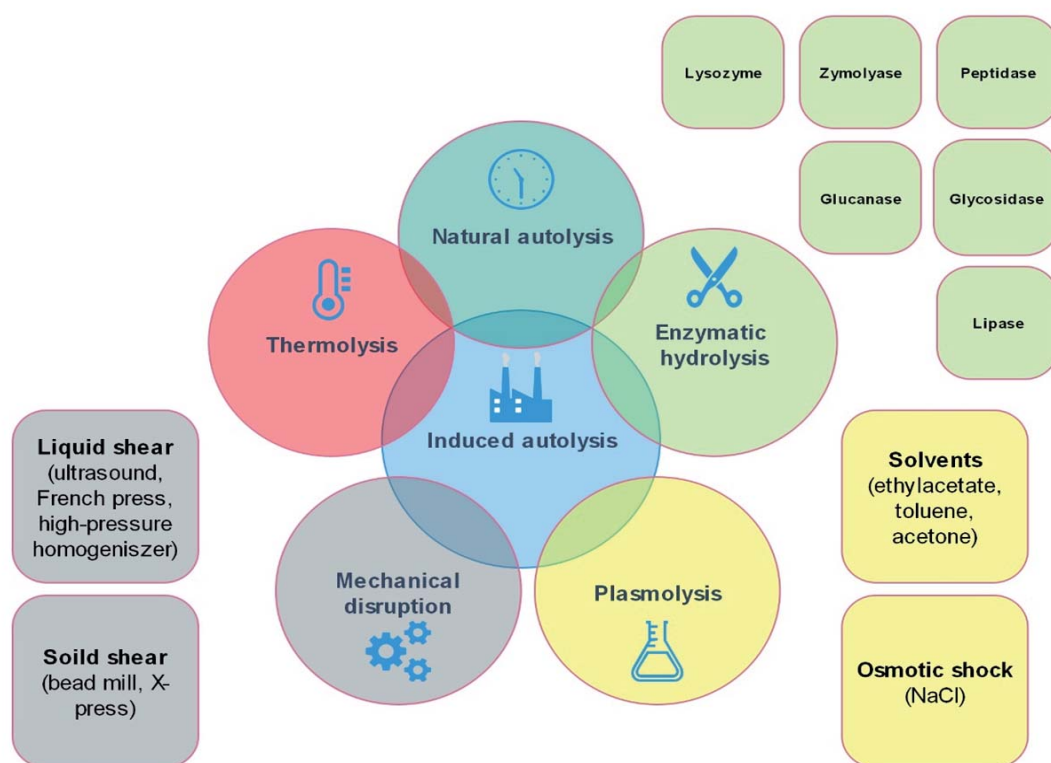 Lysozyme
Zymolyase
Peptidase
Glucanase
Glycosidase
Lipase
Natural autolysis
Thermolysis
Enzymatic
hydrolysis
Induced autolysis
Mechanical
disruption
Plasmolysis
Liquid shear
(ultrasound,
French press,
high-pressure
homogeniszer)
Soild shear
(bead mill, X-
press)
Solvents
(ethylacetate,
toluene,
acetone)
Osmotic shock
(NaCl)